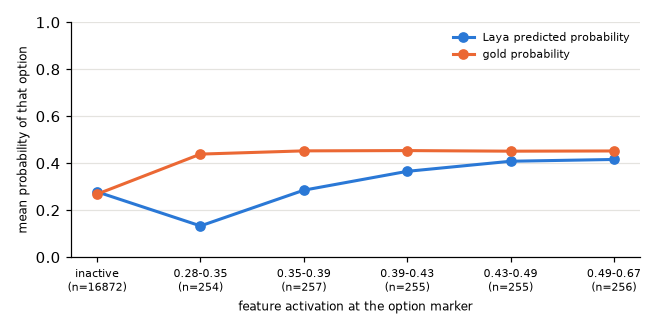 Laya predicted probability
gold probability
mean probability of that option
1.0
0.8
0.6
0.4
0.2
0.0
inactive 0.28-0.35 0.35-0.39 0.39-0.43 0.43-0.49 0.49-0.67
(n=16872) (n=254) (n=257) (n=255) (n=255) (n=256)
feature activation at the option marker